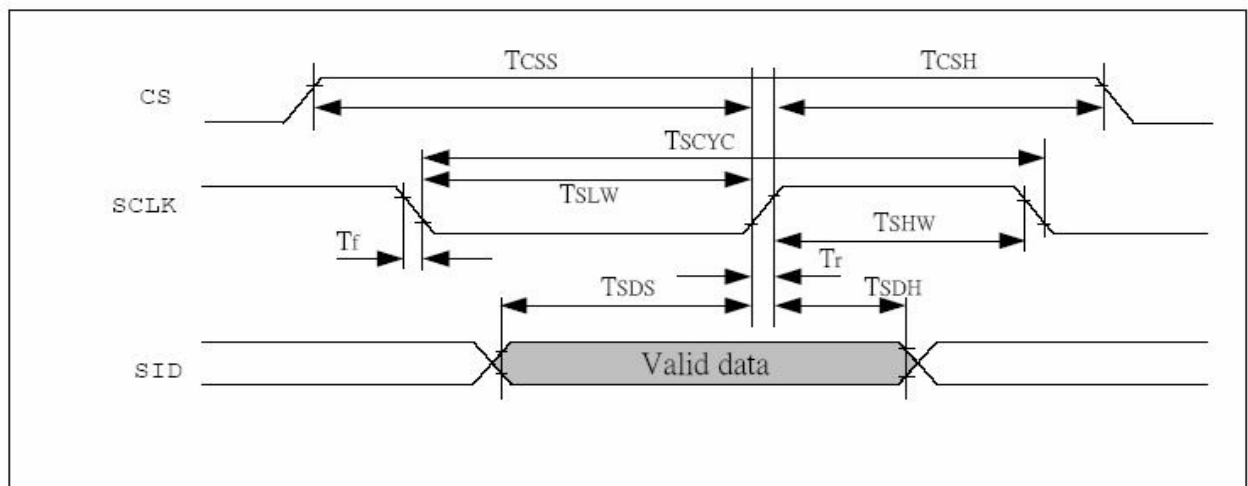 TCSS
TCSH
CS
TSCYC
TSLW
SCLK
TSHW
Tf
Tr
TSDS
TSDH
SID
Valid data